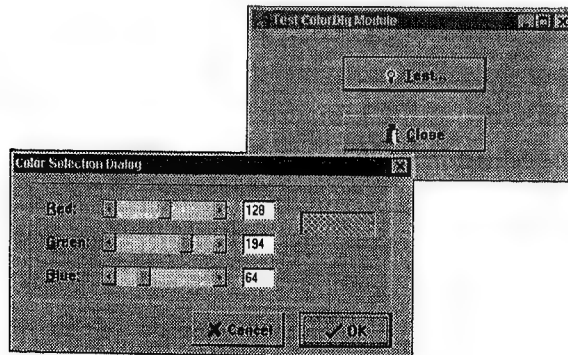 Test ColorDlg Module
Test...
Close
Color Selection Dialog
Red: 128
Green: 194
Blue: 64
Cancel OK